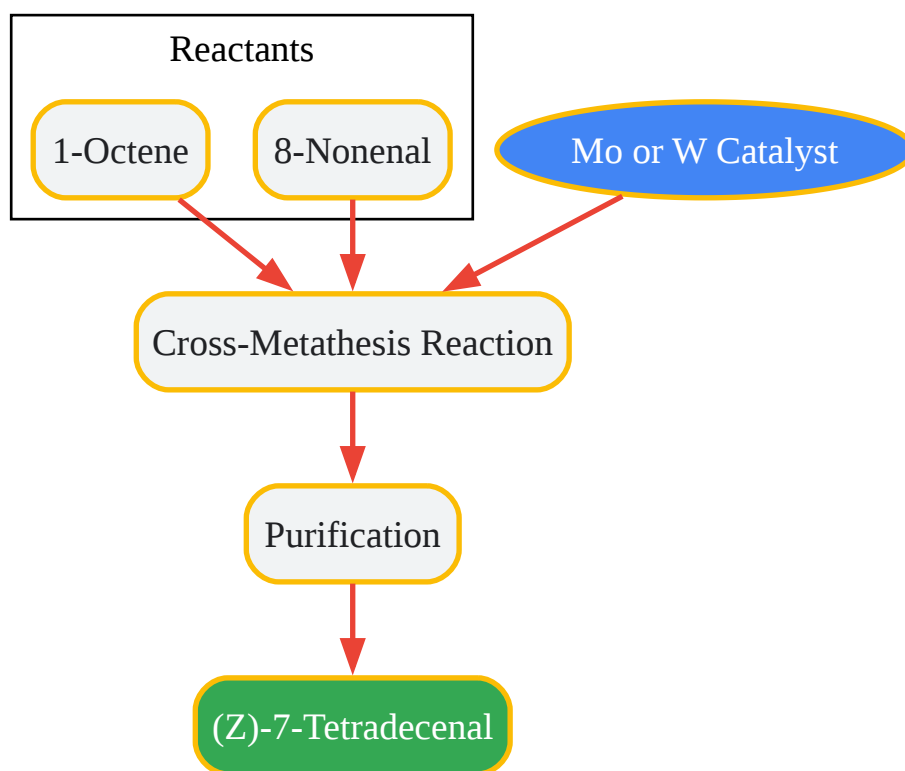 Reactants
1-Octene
8-Nonenal
Mo or W Catalyst
Cross-Metathesis Reaction
Purification
(Z)-7-Tetradecenal